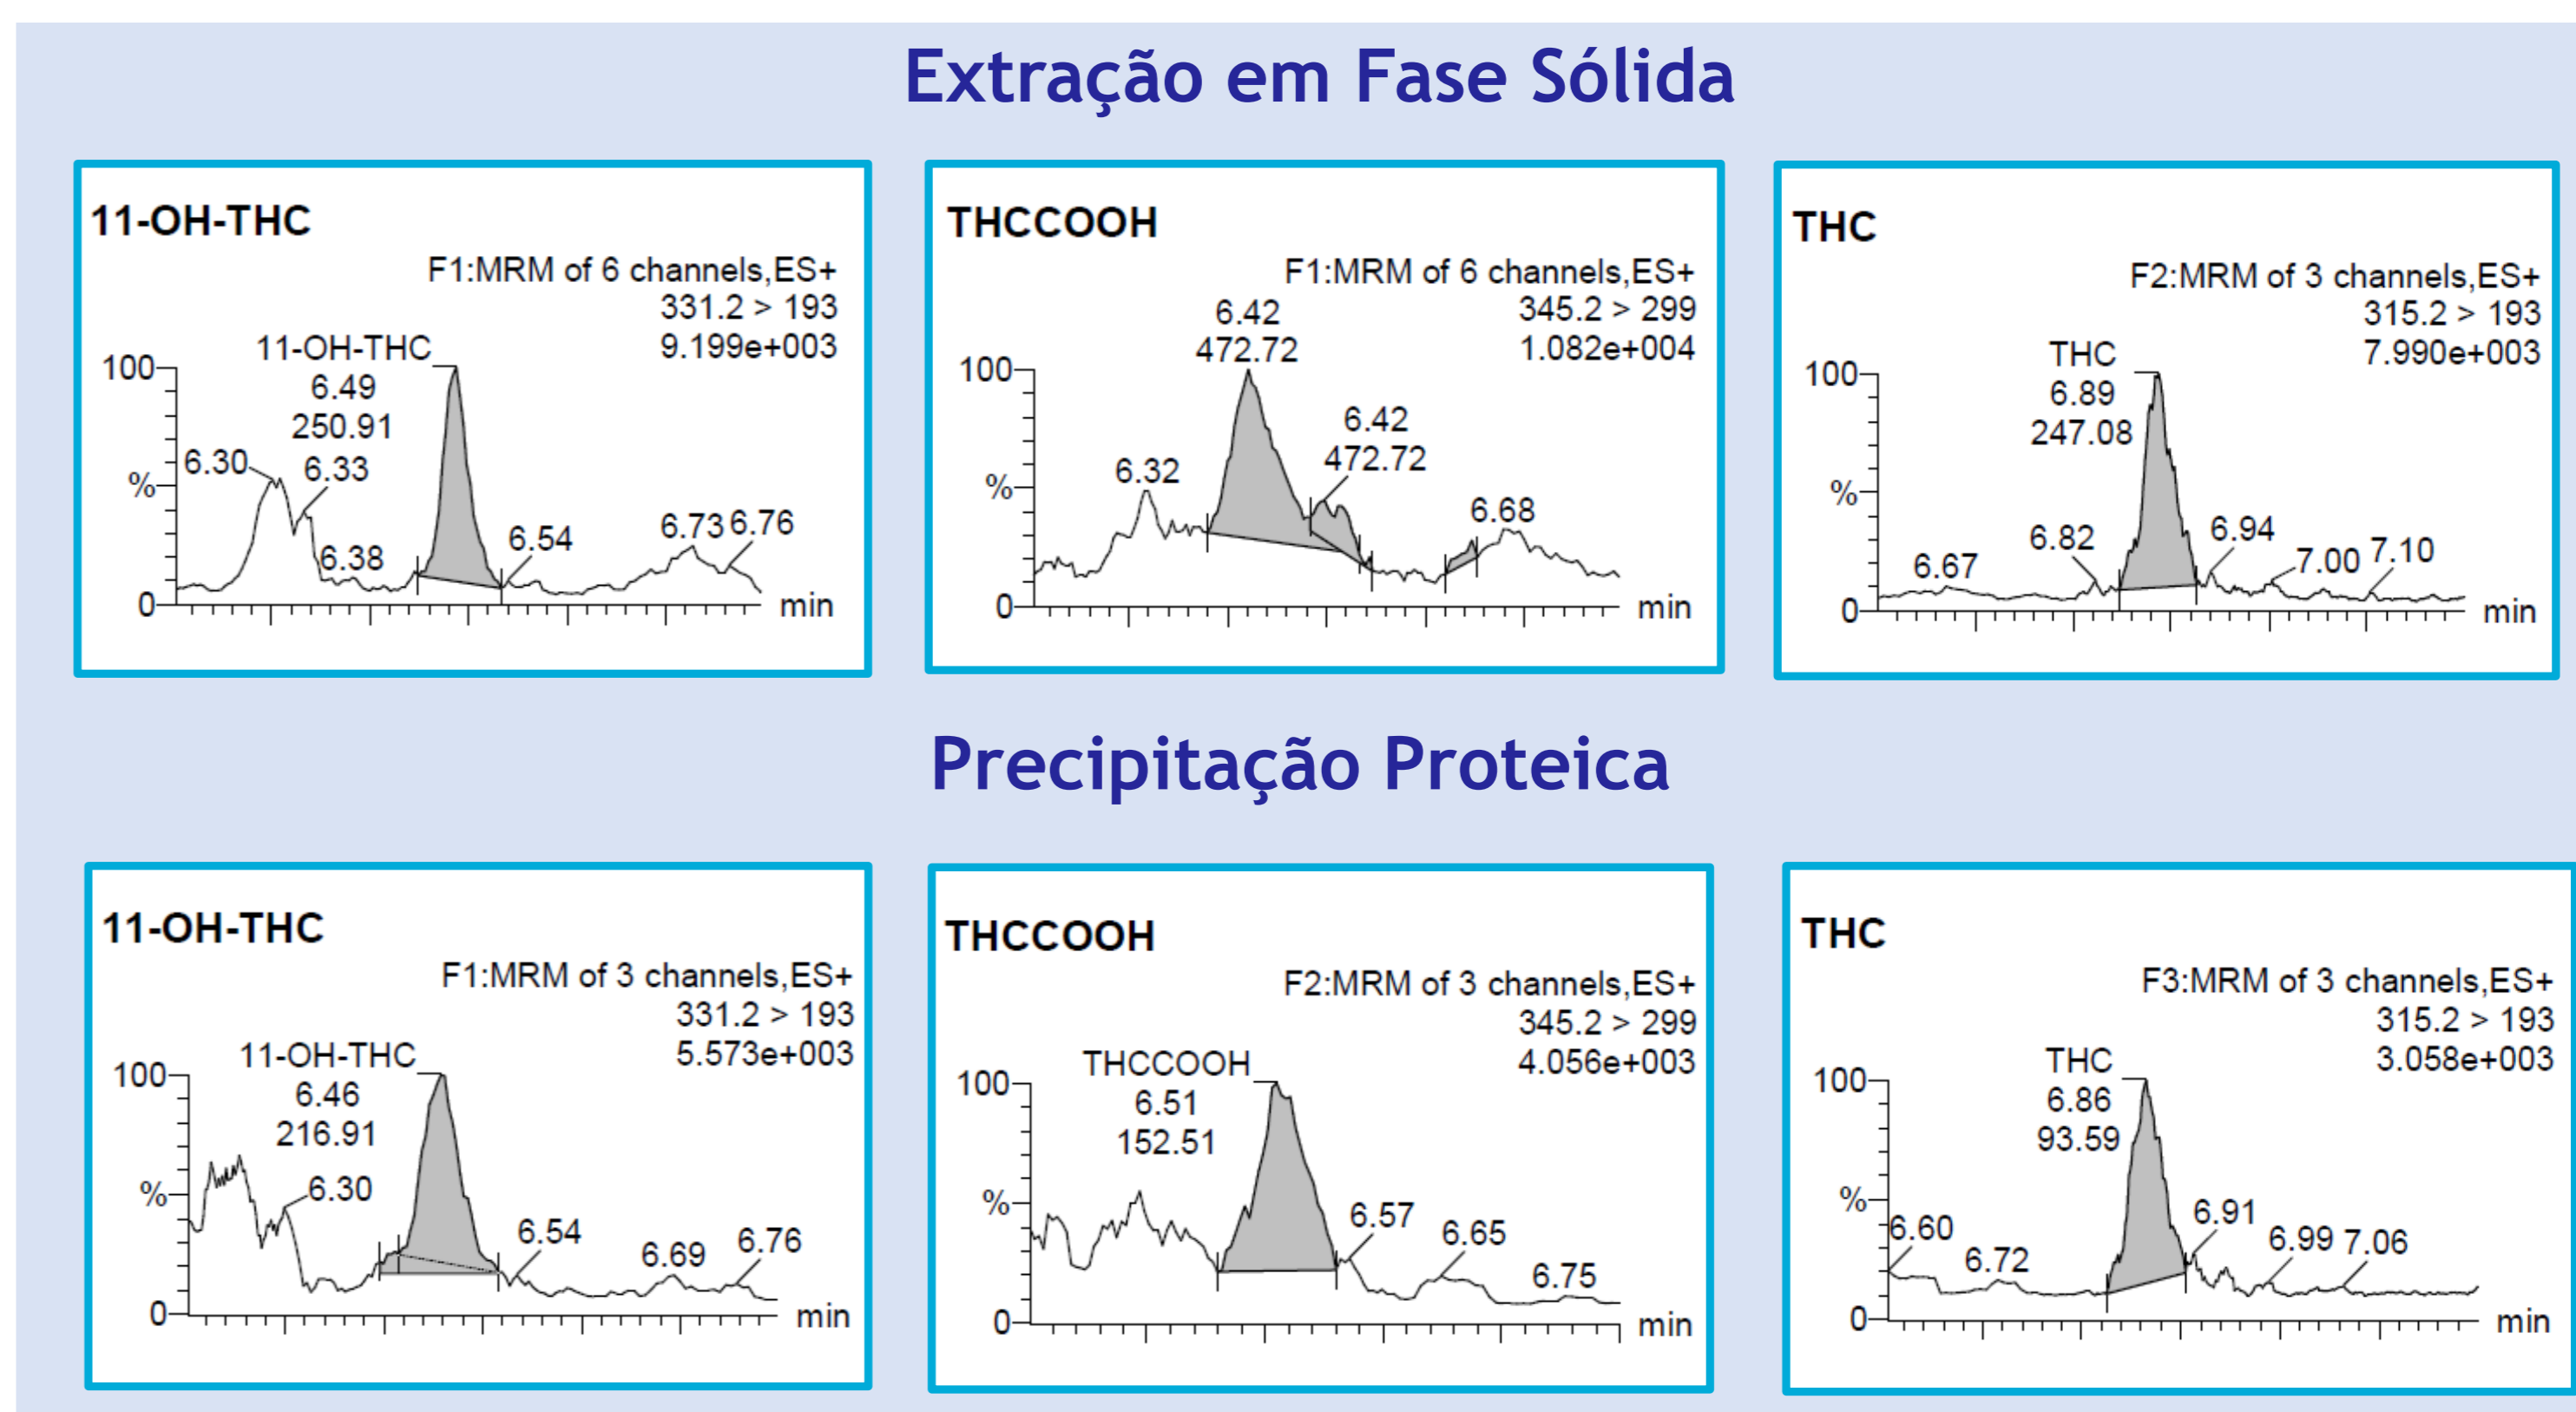 Extração em Fase Sólida
11-OH-THC
F1:MRM of 6 channels,ES+
331.2 > 193
9.199e+003
11-OH-THC
6.49
250.91
100
%
0
6.30
6.33
6.38
6.54
6.73
6.76
min
THCCOOH
F1:MRM of 6 channels,ES+
345.2 > 299
1.082e+004
6.42
472.72
100
%
0
6.32
6.42
472.72
6.68
min
THC
F2:MRM of 3 channels,ES+
315.2 > 193
7.990e+003
THC
6.89
247.08
100
%
0
6.67
6.82
6.94
7.00
7.10
min
Precipitação Proteica
11-OH-THC
F1:MRM of 3 channels,ES+
331.2 > 193
5.573e+003
11-OH-THC
6.46
216.91
100
%
0
6.30
6.54
6.69
6.76
min
THCCOOH
F2:MRM of 3 channels,ES+
345.2 > 299
4.056e+003
THCCOOH
6.51
152.51
100
%
0
6.57
6.65
6.75
min
THC
F3:MRM of 3 channels,ES+
315.2 > 193
3.058e+003
THC
6.86
93.59
100
%
0
6.60
6.72
6.91
6.99
7.06
min